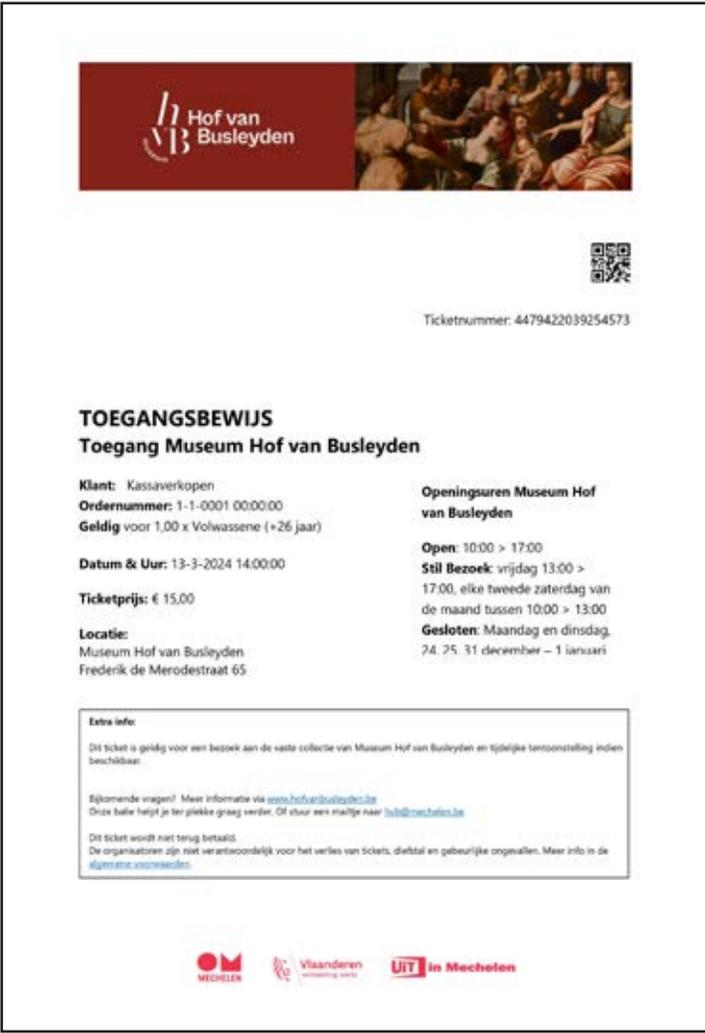 Hof van
Busleyden
Ticketnummer: 4479422039254573
TOEGANGSBEWIJS
Toegang Museum Hof van Busleyden
Klant: Kassaverkopen
Ordernummer: 1-1-0001 00:00:00
Geldig voor 1,00 x Volwassene (+26 jaar)
Datum & Uur: 13-3-2024 14:00:00
Ticketprijs: € 15,00
Locatie:
Museum Hof van Busleyden
Frederik de Merodestraat 65
Openingsuren Museum Hof
van Busleyden
Open: 10:00 > 17:00
Stil Bezoek: vrijdag 13:00 >
17:00, elke tweede zaterdag van
de maand tussen 10:00 > 13:00
Gesloten: Maandag en dinsdag,
24, 25, 31 december – 1 januari
Extra info:
Dit ticket is geldig voor een bezoek aan de vaste collectie van Museum Hof van Busleyden en tijdelijke tentoonstelling indien
beschikbaar.
Bijkomende vragen? Meer informatie via www.hofvanbusleyden.be
Onze balie helpt je ter plekke graag verder. Of stuur een mailtje naar hvb@mechelen.be
Dit ticket wordt niet terug betaald.
De organisatoren zijn niet verantwoordelijk voor het verlies van tickets, diefstal en gebeurlijke ongevallen. Meer info in de
algemene voorwaarden.
MECHELEN
Vlaanderen
verbeelding werkt
UiT in Mechelen